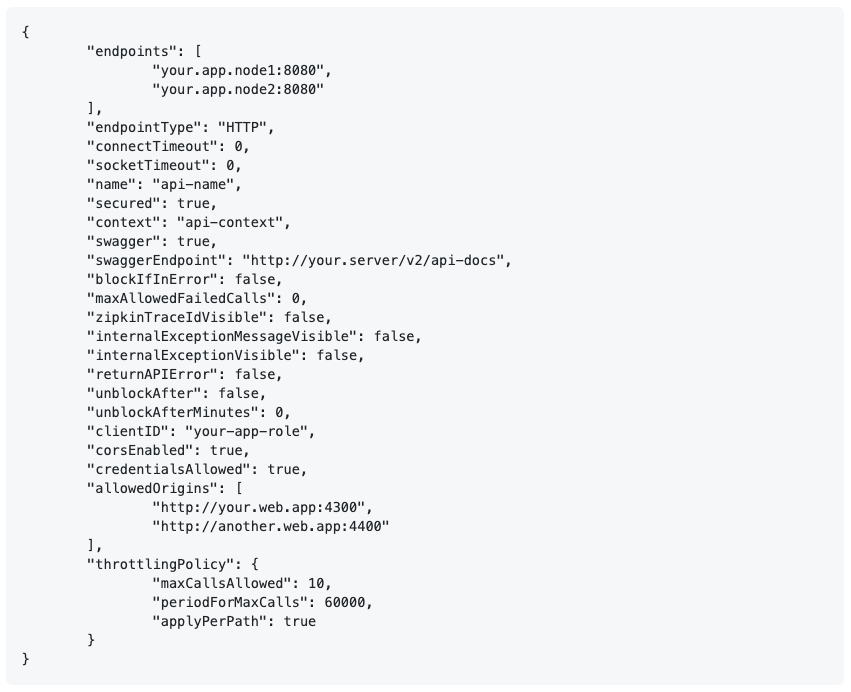 {
        "endpoints": [
                "your.app.node1:8080",
                "your.app.node2:8080"
        ],
        "endpointType": "HTTP",
        "connectTimeout": 0,
        "socketTimeout": 0,
        "name": "api-name",
        "secured": true,
        "context": "api-context",
        "swagger": true,
        "swaggerEndpoint": "http://your.server/v2/api-docs",
        "blockIfInError": false,
        "maxAllowedFailedCalls": 0,
        "zipkinTraceIdVisible": false,
        "internalExceptionMessageVisible": false,
        "internalExceptionVisible": false,
        "returnAPIError": false,
        "unblockAfter": false,
        "unblockAfterMinutes": 0,
        "clientID": "your-app-role",
        "corsEnabled": true,
        "credentialsAllowed": true,
        "allowedOrigins": [
                "http://your.web.app:4300",
                "http://another.web.app:4400"
        ],
        "throttlingPolicy": {
                "maxCallsAllowed": 10,
                "periodForMaxCalls": 60000,
                "applyPerPath": true
        }
}